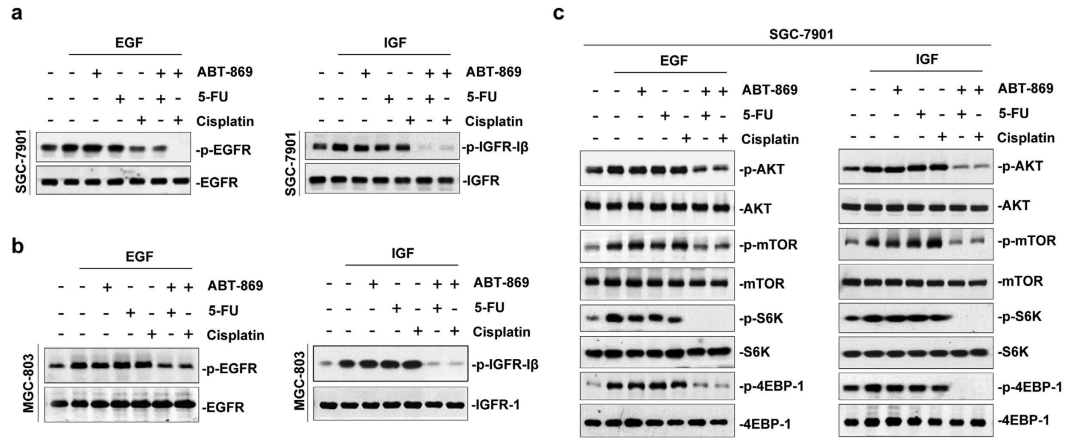 a
EGF
- - + - - + + ABT-869
- - - + - + - 5-FU
- - - - + - + Cisplatin
SGC-7901
-p-EGFR
-EGFR
IGF
- - + - - + + ABT-869
- - - + - + - 5-FU
- - - - + - + Cisplatin
SGC-7901
-p-IGFR-Iβ
-IGFR
b
EGF
- - + - - + + ABT-869
- - - + - + - 5-FU
- - - - + - + Cisplatin
MGC-803
-p-EGFR
-EGFR
IGF
- - + - - + + ABT-869
- - - + - + - 5-FU
- - - - + - + Cisplatin
MGC-803
-p-IGFR-Iβ
-IGFR-1
c
SGC-7901
EGF
- - + - - + + ABT-869
- - - + - + - 5-FU
- - - - + - + Cisplatin
-p-AKT
-AKT
-p-mTOR
-mTOR
-p-S6K
-S6K
-p-4EBP-1
-4EBP-1
IGF
- - + - - + + ABT-869
- - - + - + - 5-FU
- - - - + - + Cisplatin
-p-AKT
-AKT
-p-mTOR
-mTOR
-p-S6K
-S6K
-p-4EBP-1
-4EBP-1